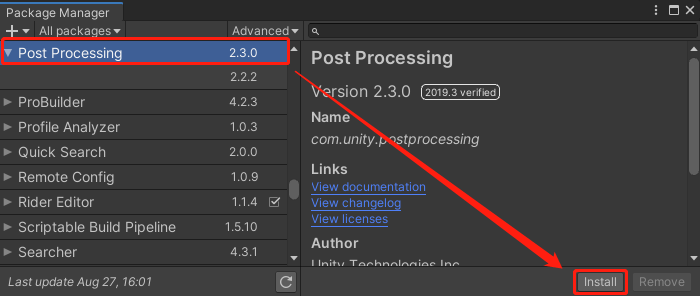 Package Manager
+ All packages Advanced
Post Processing 2.3.0
2.2.2
ProBuilder 4.2.3
Profile Analyzer 1.0.3
Quick Search 2.0.0
Remote Config 1.0.9
Rider Editor 1.1.4
Scriptable Build Pipeline 1.5.10
Searcher 4.3.1
Last update Aug 27, 16:01
Post Processing
Version 2.3.0 2019.3 verified
Name
com.unity.postprocessing
Links
View documentation
View changelog
View licenses
Author
Unity Technologies Inc.
Install Remove